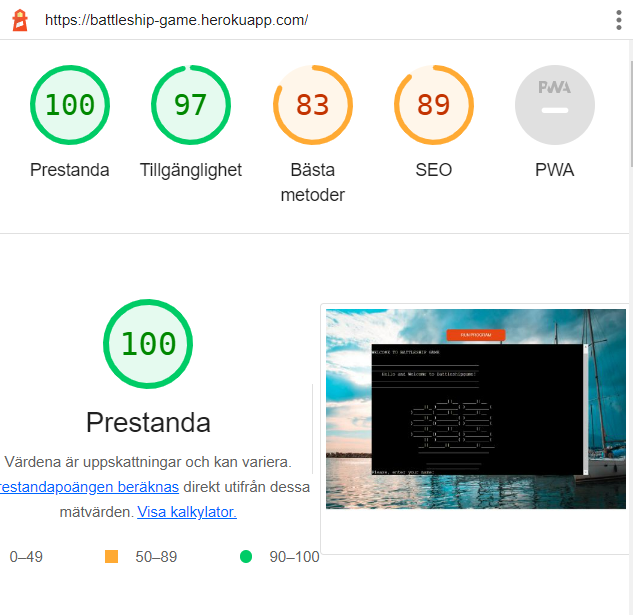 https://battleship-game.herokuapp.com/
100
97
83
89
PWA
Prestanda
Tillgänglighet
Bästa
metoder
SEO
PWA
100
Prestanda
Värdena är uppskattningar och kan variera.
restandapoängen beräknas direkt utifrån dessa
mätvärden. Visa kalkylator.
0–49
50–89
90–100
RUN PROGRAM
WELCOME TO BATTLESHIP GAME
Hello and Welcome to Battleshipgame!
Please, enter your name: